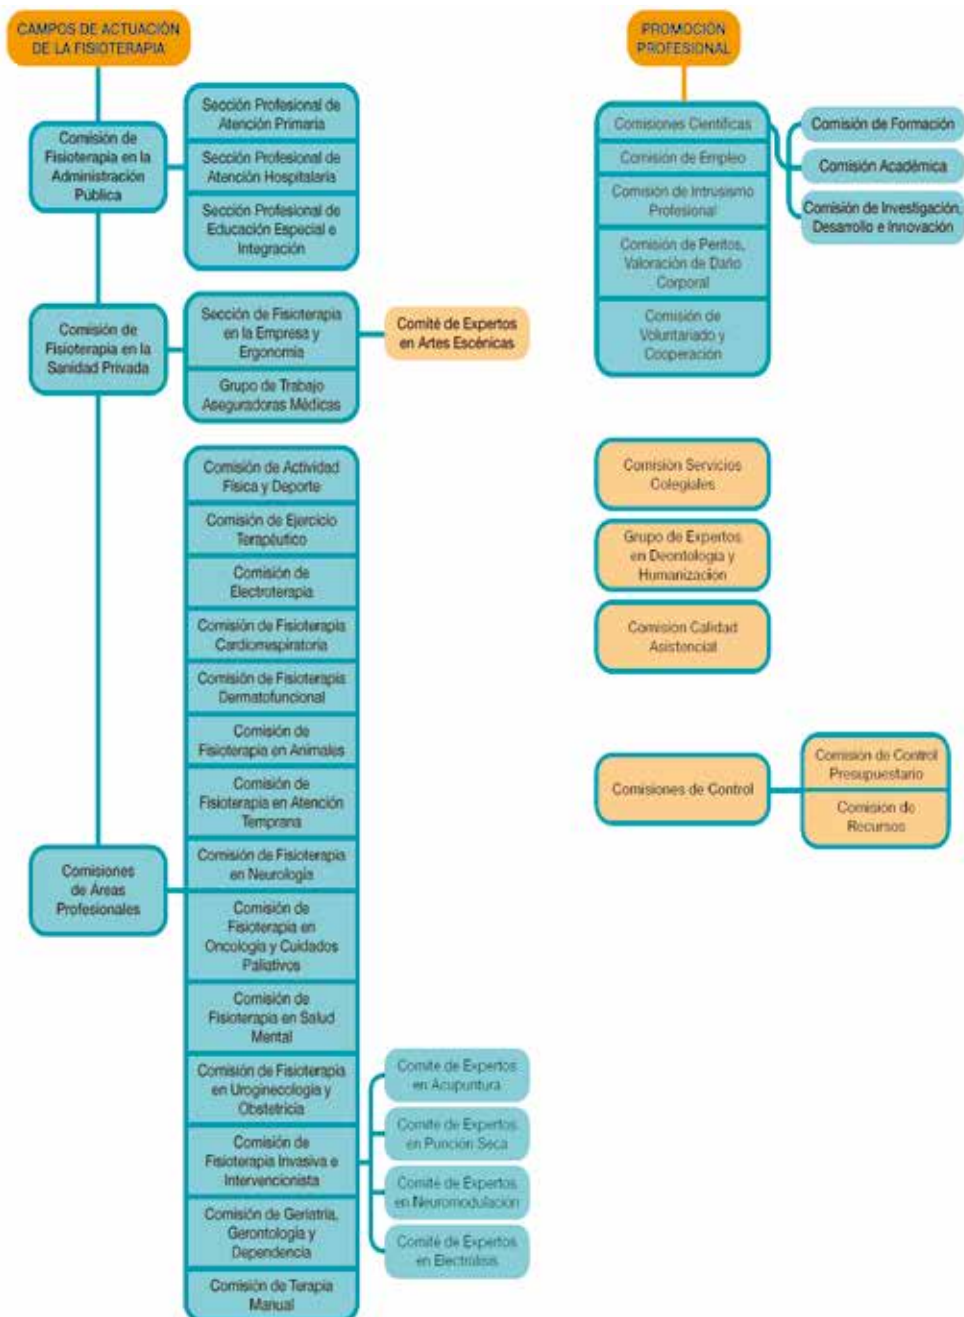 CAMPOS DE ACTUACIÓN
DE LA FISIOTERAPIA
Comisión de
Fisioterapia en la
Administración
Pública
Sección Profesional de
Atención Primaria
Sección Profesional de
Atención Hospitalaria
Sección Profesional de
Educación Especial e
Integración
Comisión de
Fisioterapia en la
Sanidad Privada
Sección de Fisioterapia
en la Empresa y
Ergonomía
Grupo de Trabajo
Aseguradoras Médicas
Comité de Expertos
en Artes Escénicas
Comisiones
de Áreas
Profesionales
Comisión de Actividad
Física y Deporte
Comisión de Ejercicio
Terapéutico
Comisión de
Electroterapia
Comisión de Fisioterapia
Cardiorrespiratoria
Comisión de Fisioterapia
Dermatofuncional
Comisión de
Fisioterapia en Animales
Comisión de
Fisioterapia en Atención
Temprana
Comisión de Fisioterapia
en Neurología
Comisión de
Fisioterapia en
Oncología y Cuidados
Paliativos
Comisión de
Fisioterapia en Salud
Mental
Comisión de Fisioterapia
en Uroginecología y
Obstetricia
Comisión de
Fisioterapia Invasiva e
Intervencionista
Comisión de Geriatría,
Gerontología y
Dependencia
Comisión de Terapia
Manual
Comité de Expertos
en Acupuntura
Comité de Expertos
en Punción Seca
Comité de Expertos
en Neuromodulación
Comité de Expertos
en Electrólisis
PROMOCIÓN
PROFESIONAL
Comisiones Científicas
Comisión de Empleo
Comisión de Intrusismo
Profesional
Comisión de Peritos,
Valoración de Daño
Corporal
Comisión de
Voluntariado y
Cooperación
Comisión de Formación
Comisión Académica
Comisión de Investigación,
Desarrollo e Innovación
Comisión Servicios
Colegiales
Grupo de Expertos
en Deontología y
Humanización
Comisión Calidad
Asistencial
Comisiones de Control
Comisión de Control
Presupuestario
Comisión de
Recursos